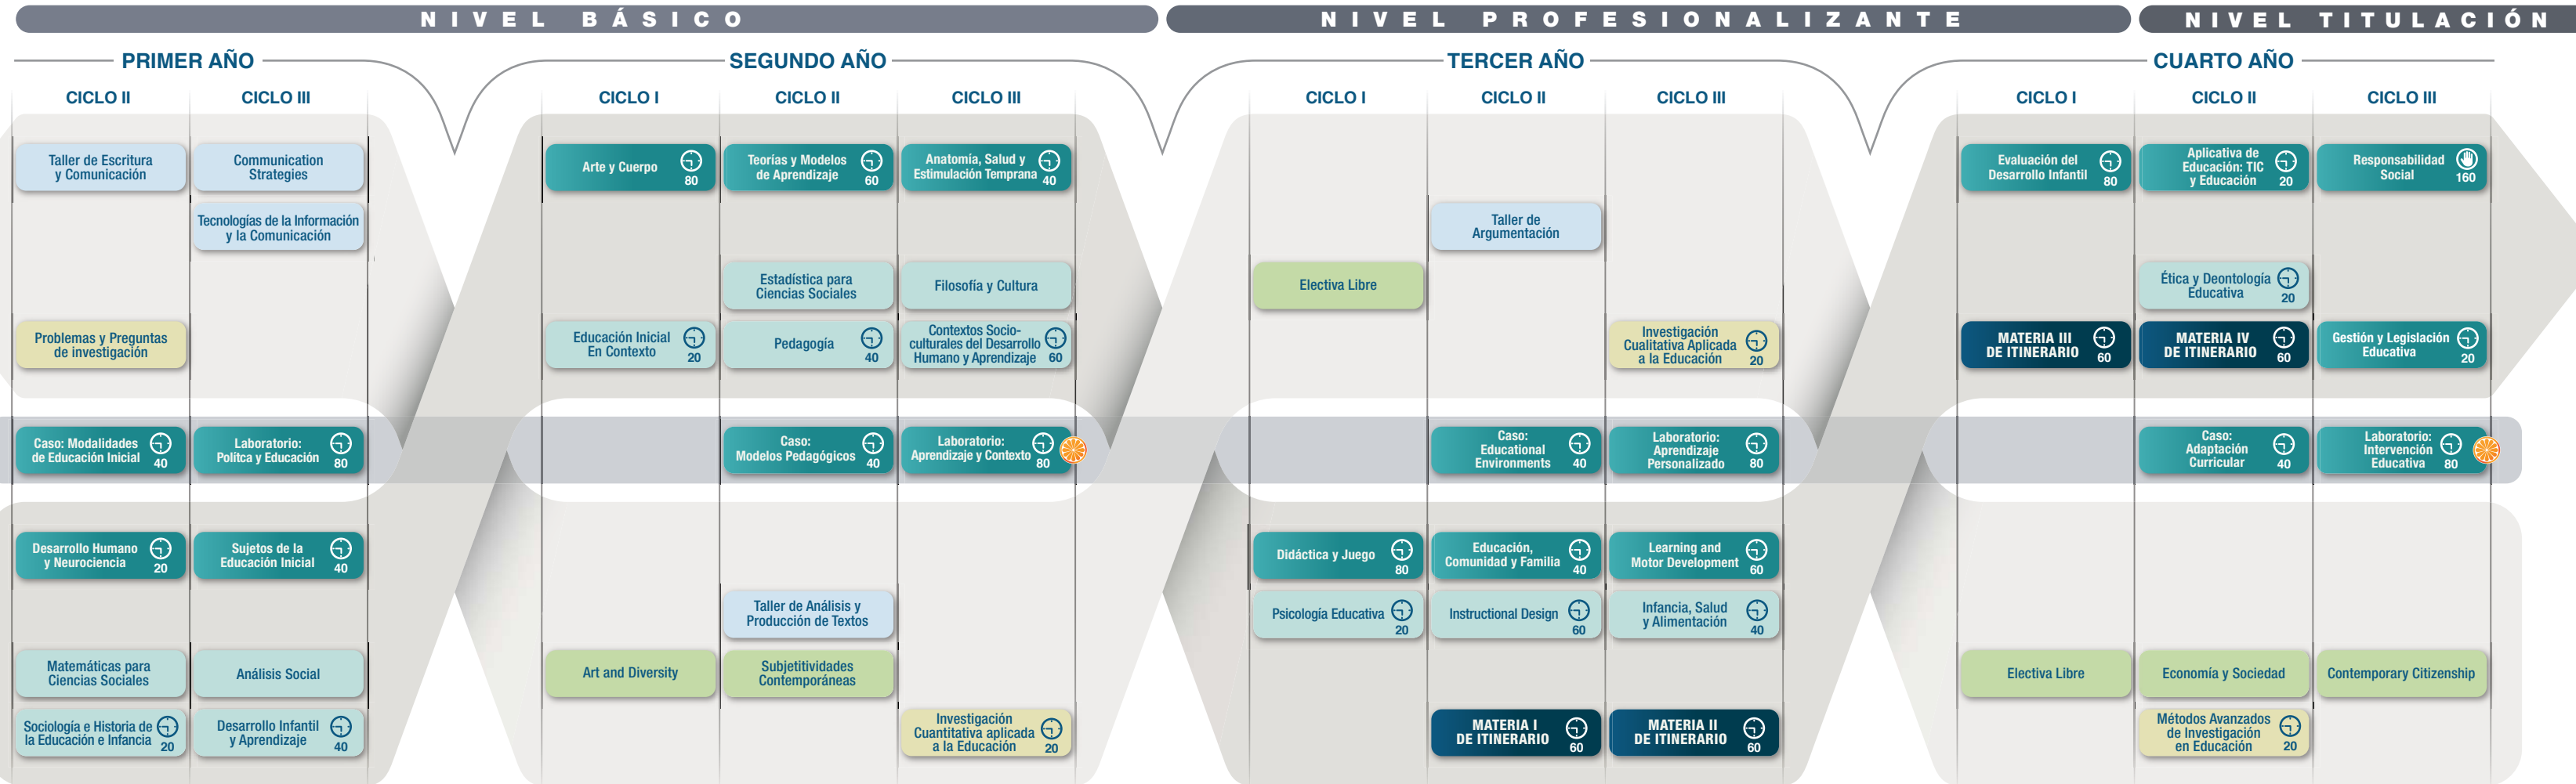 NIVEL BÁSICO
NIVEL PROFESIONALIZANTE
NIVEL TITULACIÓN
PRIMER AÑO
SEGUNDO AÑO
TERCER AÑO
CUARTO AÑO
CICLO II
CICLO III
CICLO I
CICLO II
CICLO III
CICLO I
CICLO II
CICLO III
CICLO I
CICLO II
CICLO III
Taller de Escritura
y Comunicación
Communication
Strategies
Arte y Cuerpo
80
Teorías y Modelos
de Aprendizaje
60
Anatomía, Salud y
Estimulación Temprana
40
Evaluación del
Desarrollo Infantil
80
Aplicativa de
Educación: TIC
y Educación
20
Responsabilidad
Social
160
Tecnologías de la Información
y la Comunicación
Taller de
Argumentación
Estadística para
Ciencias Sociales
Filosofía y Cultura
Electiva Libre
Ética y Deontología
Educativa
20
Problemas y Preguntas
de investigación
Educación Inicial
En Contexto
20
Pedagogía
40
Contextos Socio-
culturales del Desarrollo
Humano y Aprendizaje
60
Investigación
Cualitativa Aplicada
a la Educación
20
MATERIA III
DE ITINERARIO
60
MATERIA IV
DE ITINERARIO
60
Gestión y Legislación
Educativa
20
Caso: Modalidades
de Educación Inicial
40
Laboratorio:
Polítca y Educación
80
Caso:
Modelos Pedagógicos
40
Laboratorio:
Aprendizaje y Contexto
80
Caso:
Educational
Environments
40
Laboratorio:
Aprendizaje
Personalizado
80
Caso:
Adaptación
Curricular
40
Laboratorio:
Intervención
Educativa
80
Desarrollo Humano
y Neurociencia
20
Sujetos de la
Educación Inicial
40
Didáctica y Juego
80
Educación,
Comunidad y Familia
40
Learning and
Motor Development
60
Taller de Análisis y
Producción de Textos
Psicología Educativa
20
Instructional Design
60
Infancia, Salud
y Alimentación
40
Matemáticas para
Ciencias Sociales
Análisis Social
Art and Diversity
Subjetitividades
Contemporáneas
Electiva Libre
Economía y Sociedad
Contemporary Citizenship
Sociología e Historia de
la Educación e Infancia
20
Desarrollo Infantil
y Aprendizaje
40
Investigación
Cuantitativa aplicada
a la Educación
20
MATERIA I
DE ITINERARIO
60
MATERIA II
DE ITINERARIO
60
Métodos Avanzados
de Investigación
en Educación
20